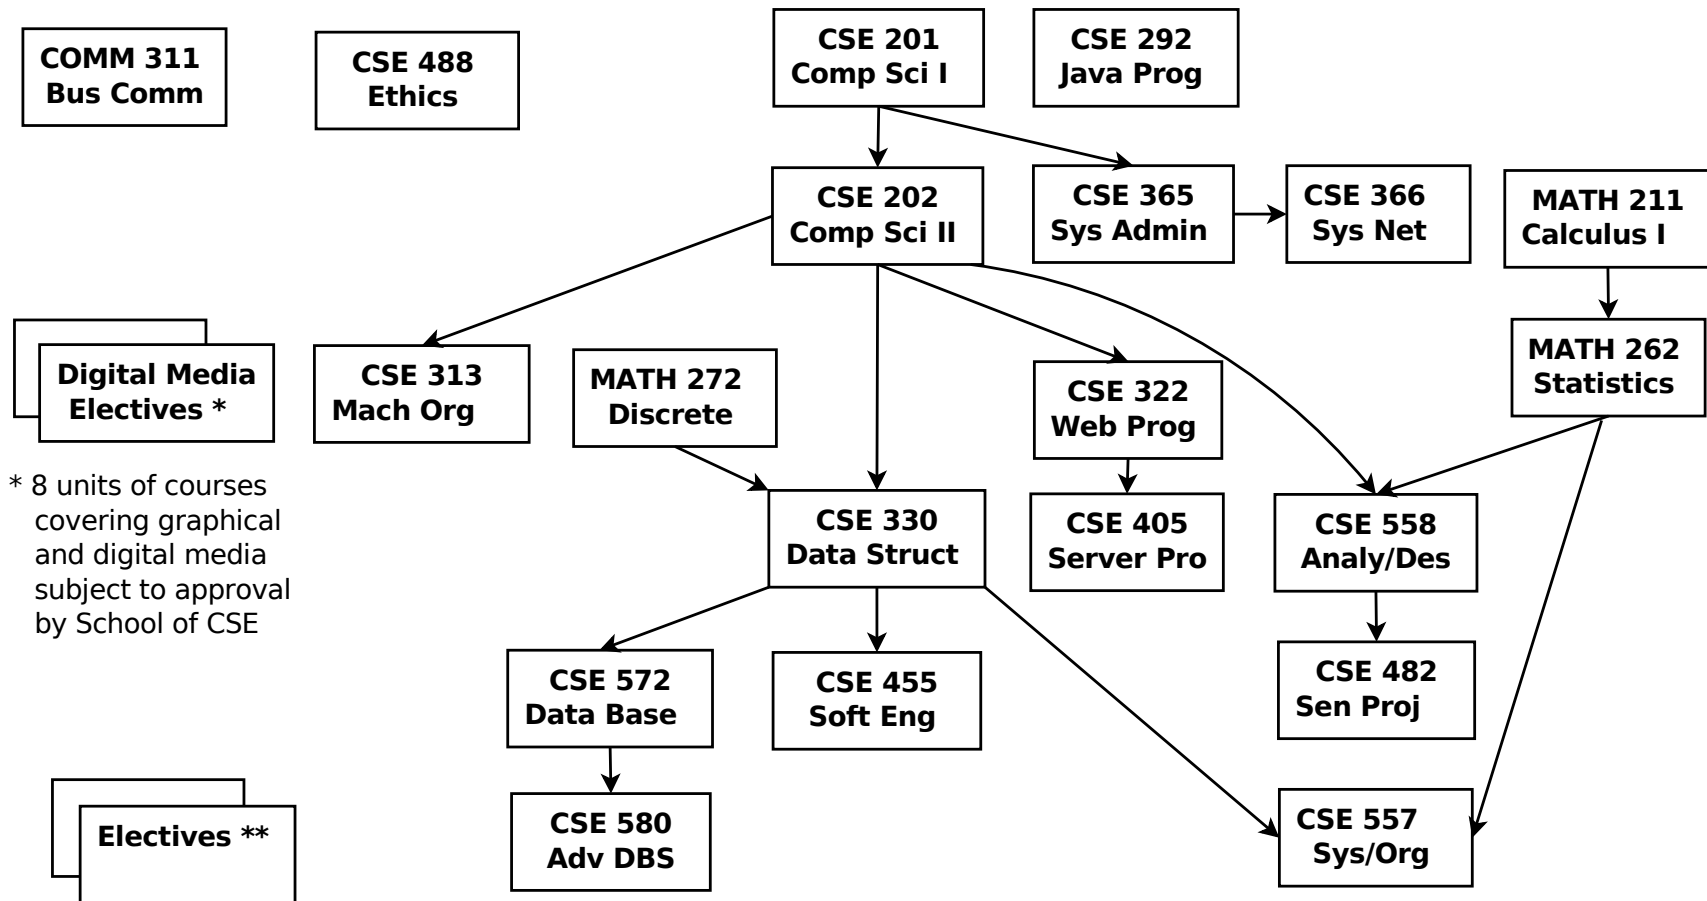 COMM 311
Bus Comm
CSE 488
Ethics
CSE 201
Comp Sci I
CSE 292
Java Prog
CSE 202
Comp Sci II
CSE 365
Sys Admin
CSE 366
Sys Net
MATH 211
Calculus I
Digital Media
Electives *
CSE 313
Mach Org
MATH 272
Discrete
CSE 322
Web Prog
MATH 262
Statistics
* 8 units of courses
covering graphical
and digital media
subject to approval
by School of CSE
CSE 330
Data Struct
CSE 405
Server Pro
CSE 558
Analy/Des
CSE 572
Data Base
CSE 455
Soft Eng
CSE 482
Sen Proj
Electives **
CSE 580
Adv DBS
CSE 557
Sys/Org